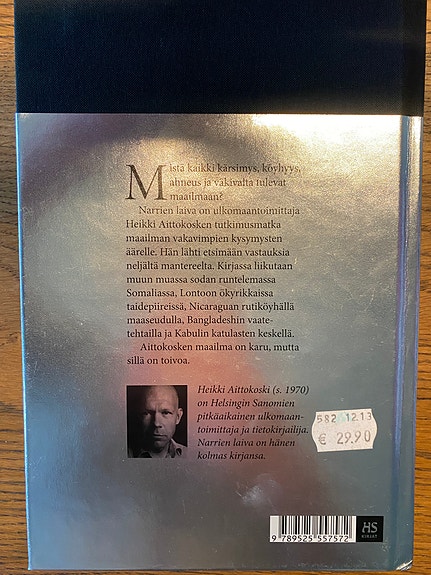 Mistä kaikki kärsimys, köyhyys,
ahneus ja väkivalta tulevat
maailmaan?
Narrien laiva on ulkomaantoimittaja
Heikki Aittokosken tutkimusmatka
maailman vakavimpien kysymysten
äärelle. Hän lähti etsimään vastauksia
neljältä mantereelta. Kirjassa liikutaan
muun muassa sodan runtelemassa
Somaliassa, Lontoon ökyrikkaissa
taidepiireissä, Nicaraguan rutiköyhällä
maaseudulla, Bangladeshin vaate-
tehtailla ja Kabulin katulasten keskellä.
Aittokosken maailma on karu, mutta
sillä on toivoa.
Heikki Aittokoski (s. 1970)
on Helsingin Sanomien
pitkäaikainen ulkomaan-
toimittaja ja tietokirjailija.
Narrien laiva on hänen
kolmas kirjansa.
582 12.13
€ 29.90
9 789525 557572
HS
KIRJAT